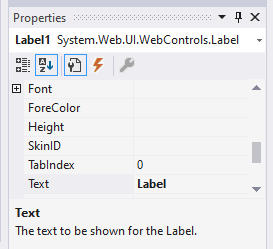 Properties
Label1 System.Web.UI.WebControls.Label
Font
ForeColor
Height
SkinID
TabIndex 0
Text Label
Text
The text to be shown for the Label.